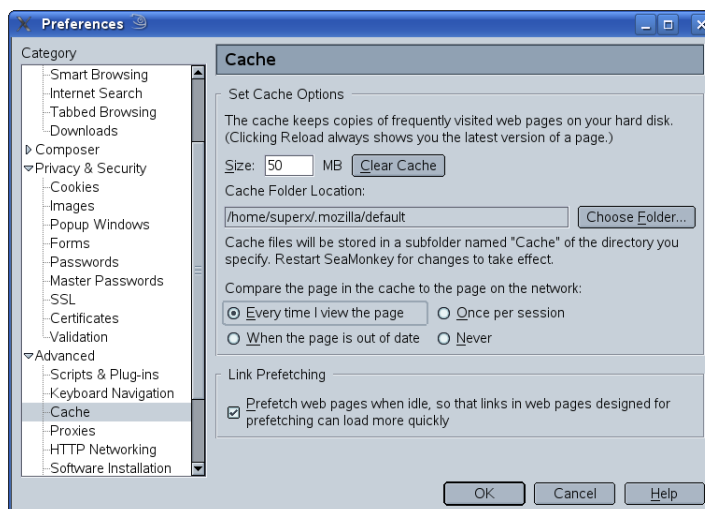 Preferences
Category
Smart Browsing
Internet Search
Tabbed Browsing
Downloads
Composer
Privacy & Security
Cookies
Images
Popup Windows
Forms
Passwords
Master Passwords
SSL
Certificates
Validation
Advanced
Scripts & Plug-ins
Keyboard Navigation
Cache
Proxies
HTTP Networking
Software Installation
Cache
Set Cache Options
The cache keeps copies of frequently visited web pages on your hard disk.
(Clicking Reload always shows you the latest version of a page.)
Size: 50 MB Clear Cache
Cache Folder Location:
/home/superx/.mozilla/default Choose Folder...
Cache files will be stored in a subfolder named "Cache" of the directory you
specify. Restart SeaMonkey for changes to take effect.
Compare the page in the cache to the page on the network:
Every time I view the page Once per session
When the page is out of date Never
Link Prefetching
Prefetch web pages when idle, so that links in web pages designed for
prefetching can load more quickly
OK Cancel Help